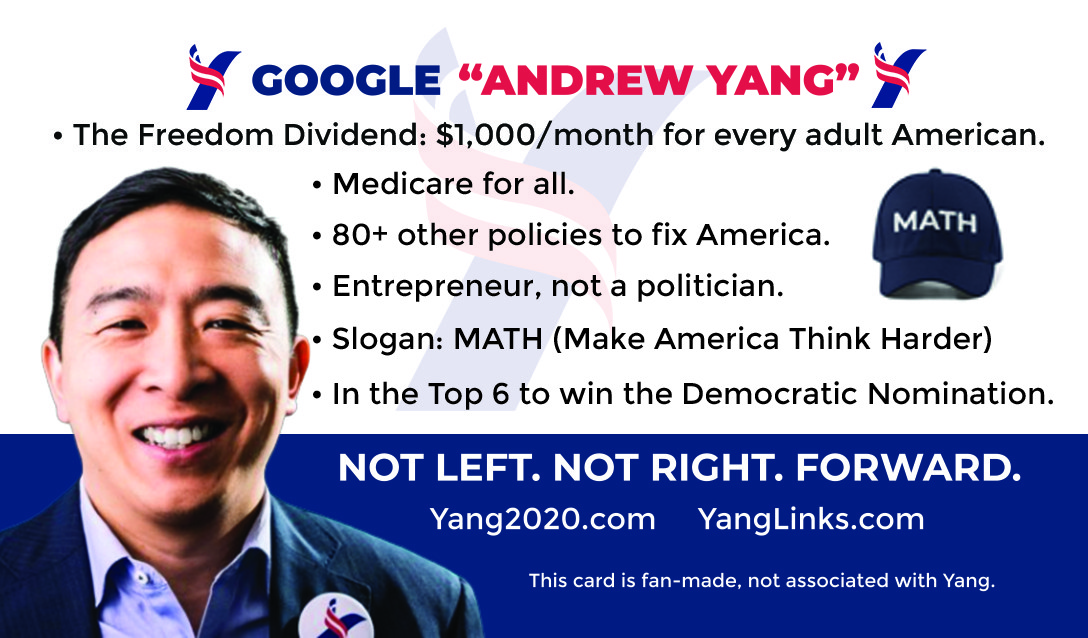 GOOGLE “ANDREW YANG”
• The Freedom Dividend: $1,000/month for every adult American.
• Medicare for all.
• 80+ other policies to fix America.
MATH
• Entrepreneur, not a politician.
• Slogan: MATH (Make America Think Harder)
• In the Top 6 to win the Democratic Nomination.
NOT LEFT. NOT RIGHT. FORWARD.
Yang2020.com YangLinks.com
This card is fan-made, not associated with Yang.